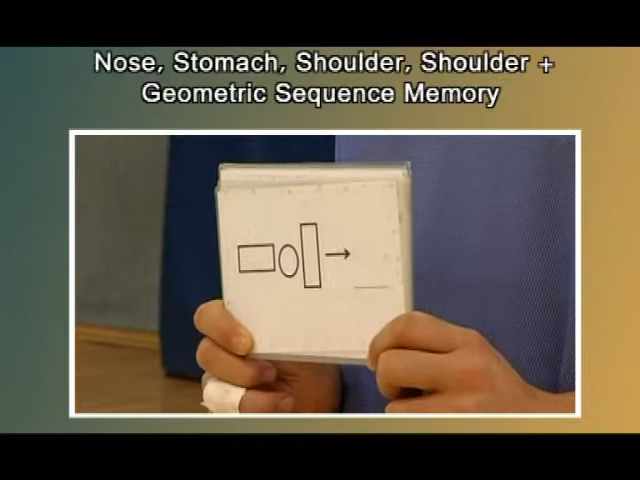 Nose, Stomach, Shoulder, Shoulder +
Geometric Sequence Memory